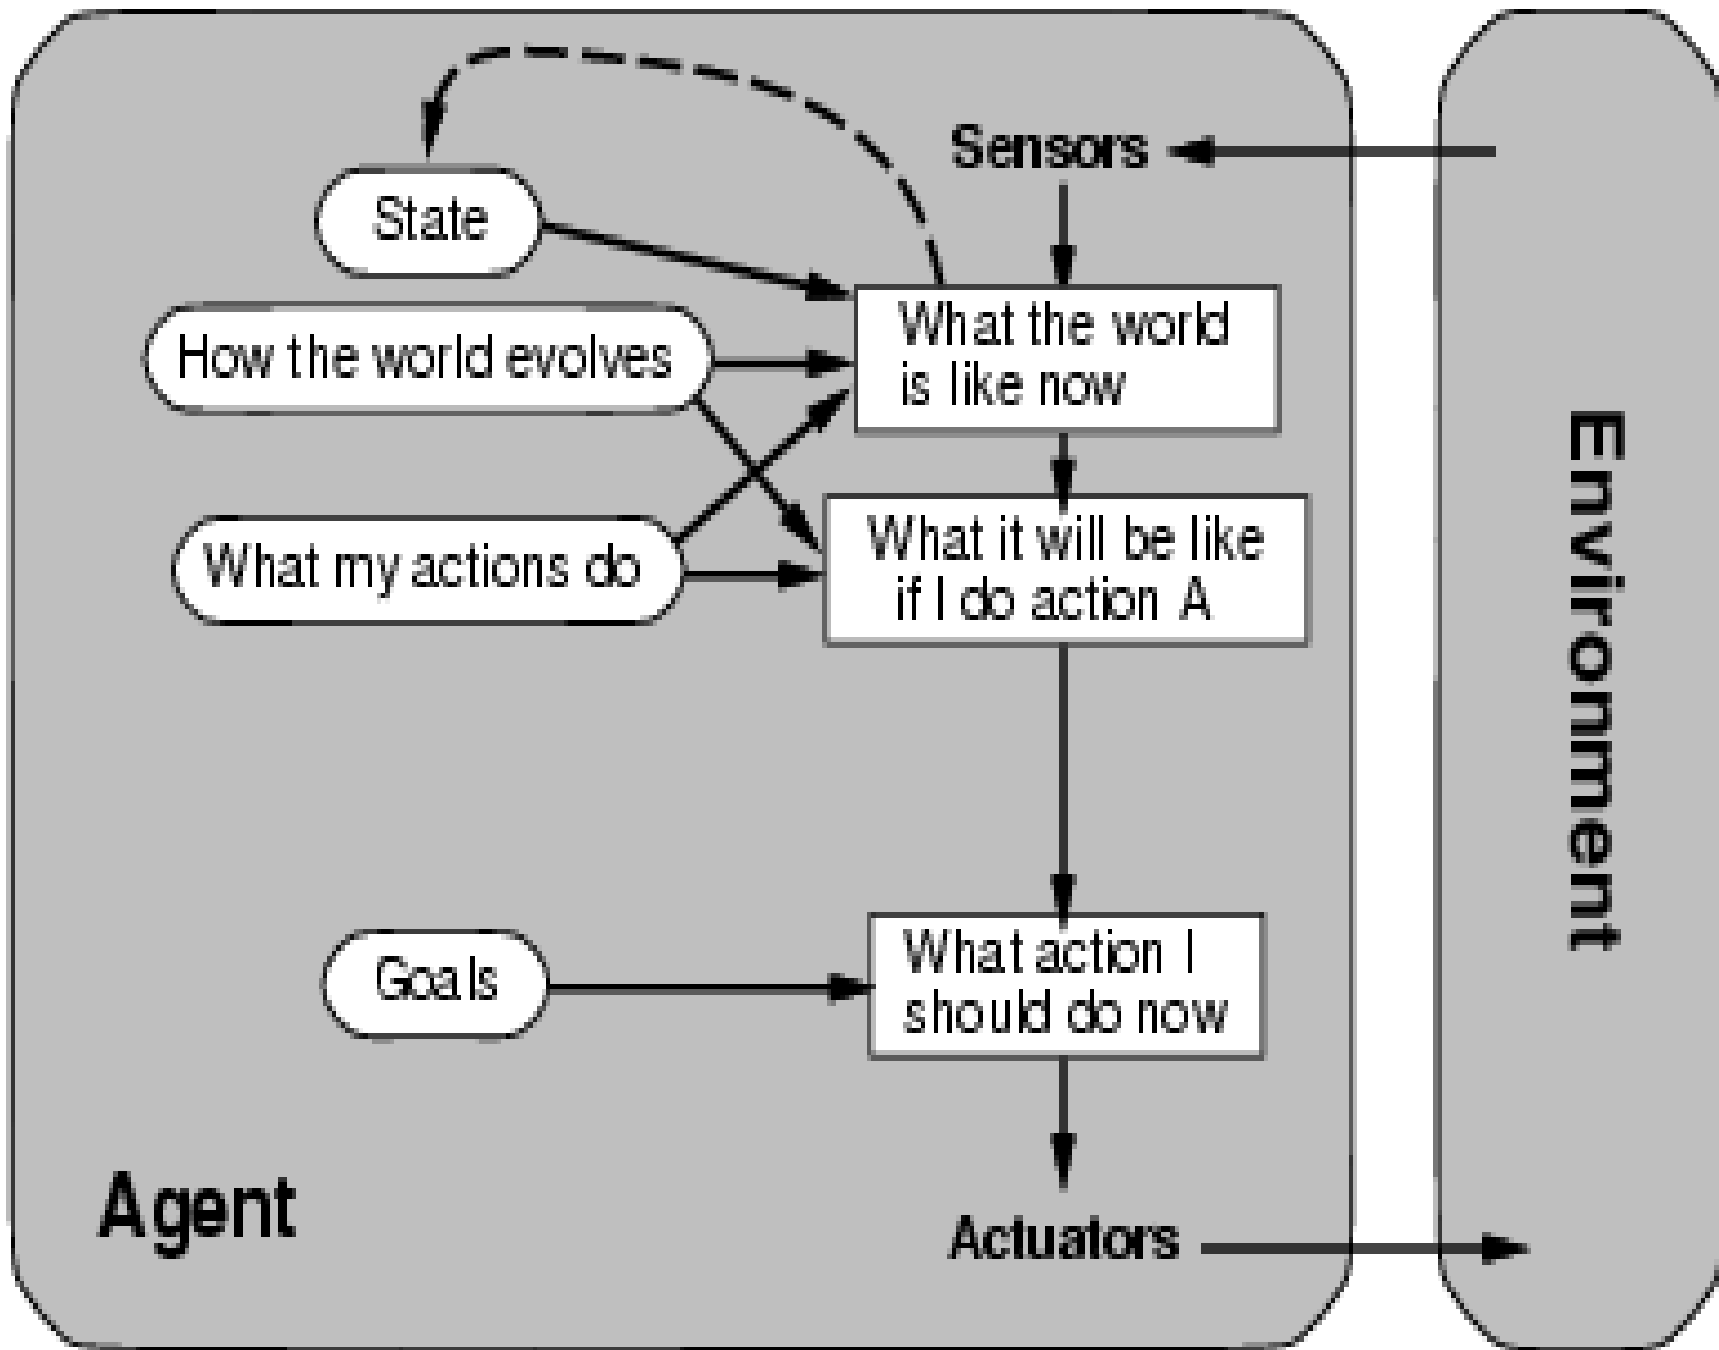 Sensors
State
What the world
is like now
How the world evolves
What it will be like
if I do action A
What my actions do
Environment
What action I
should do now
Goals
Agent
Actuators